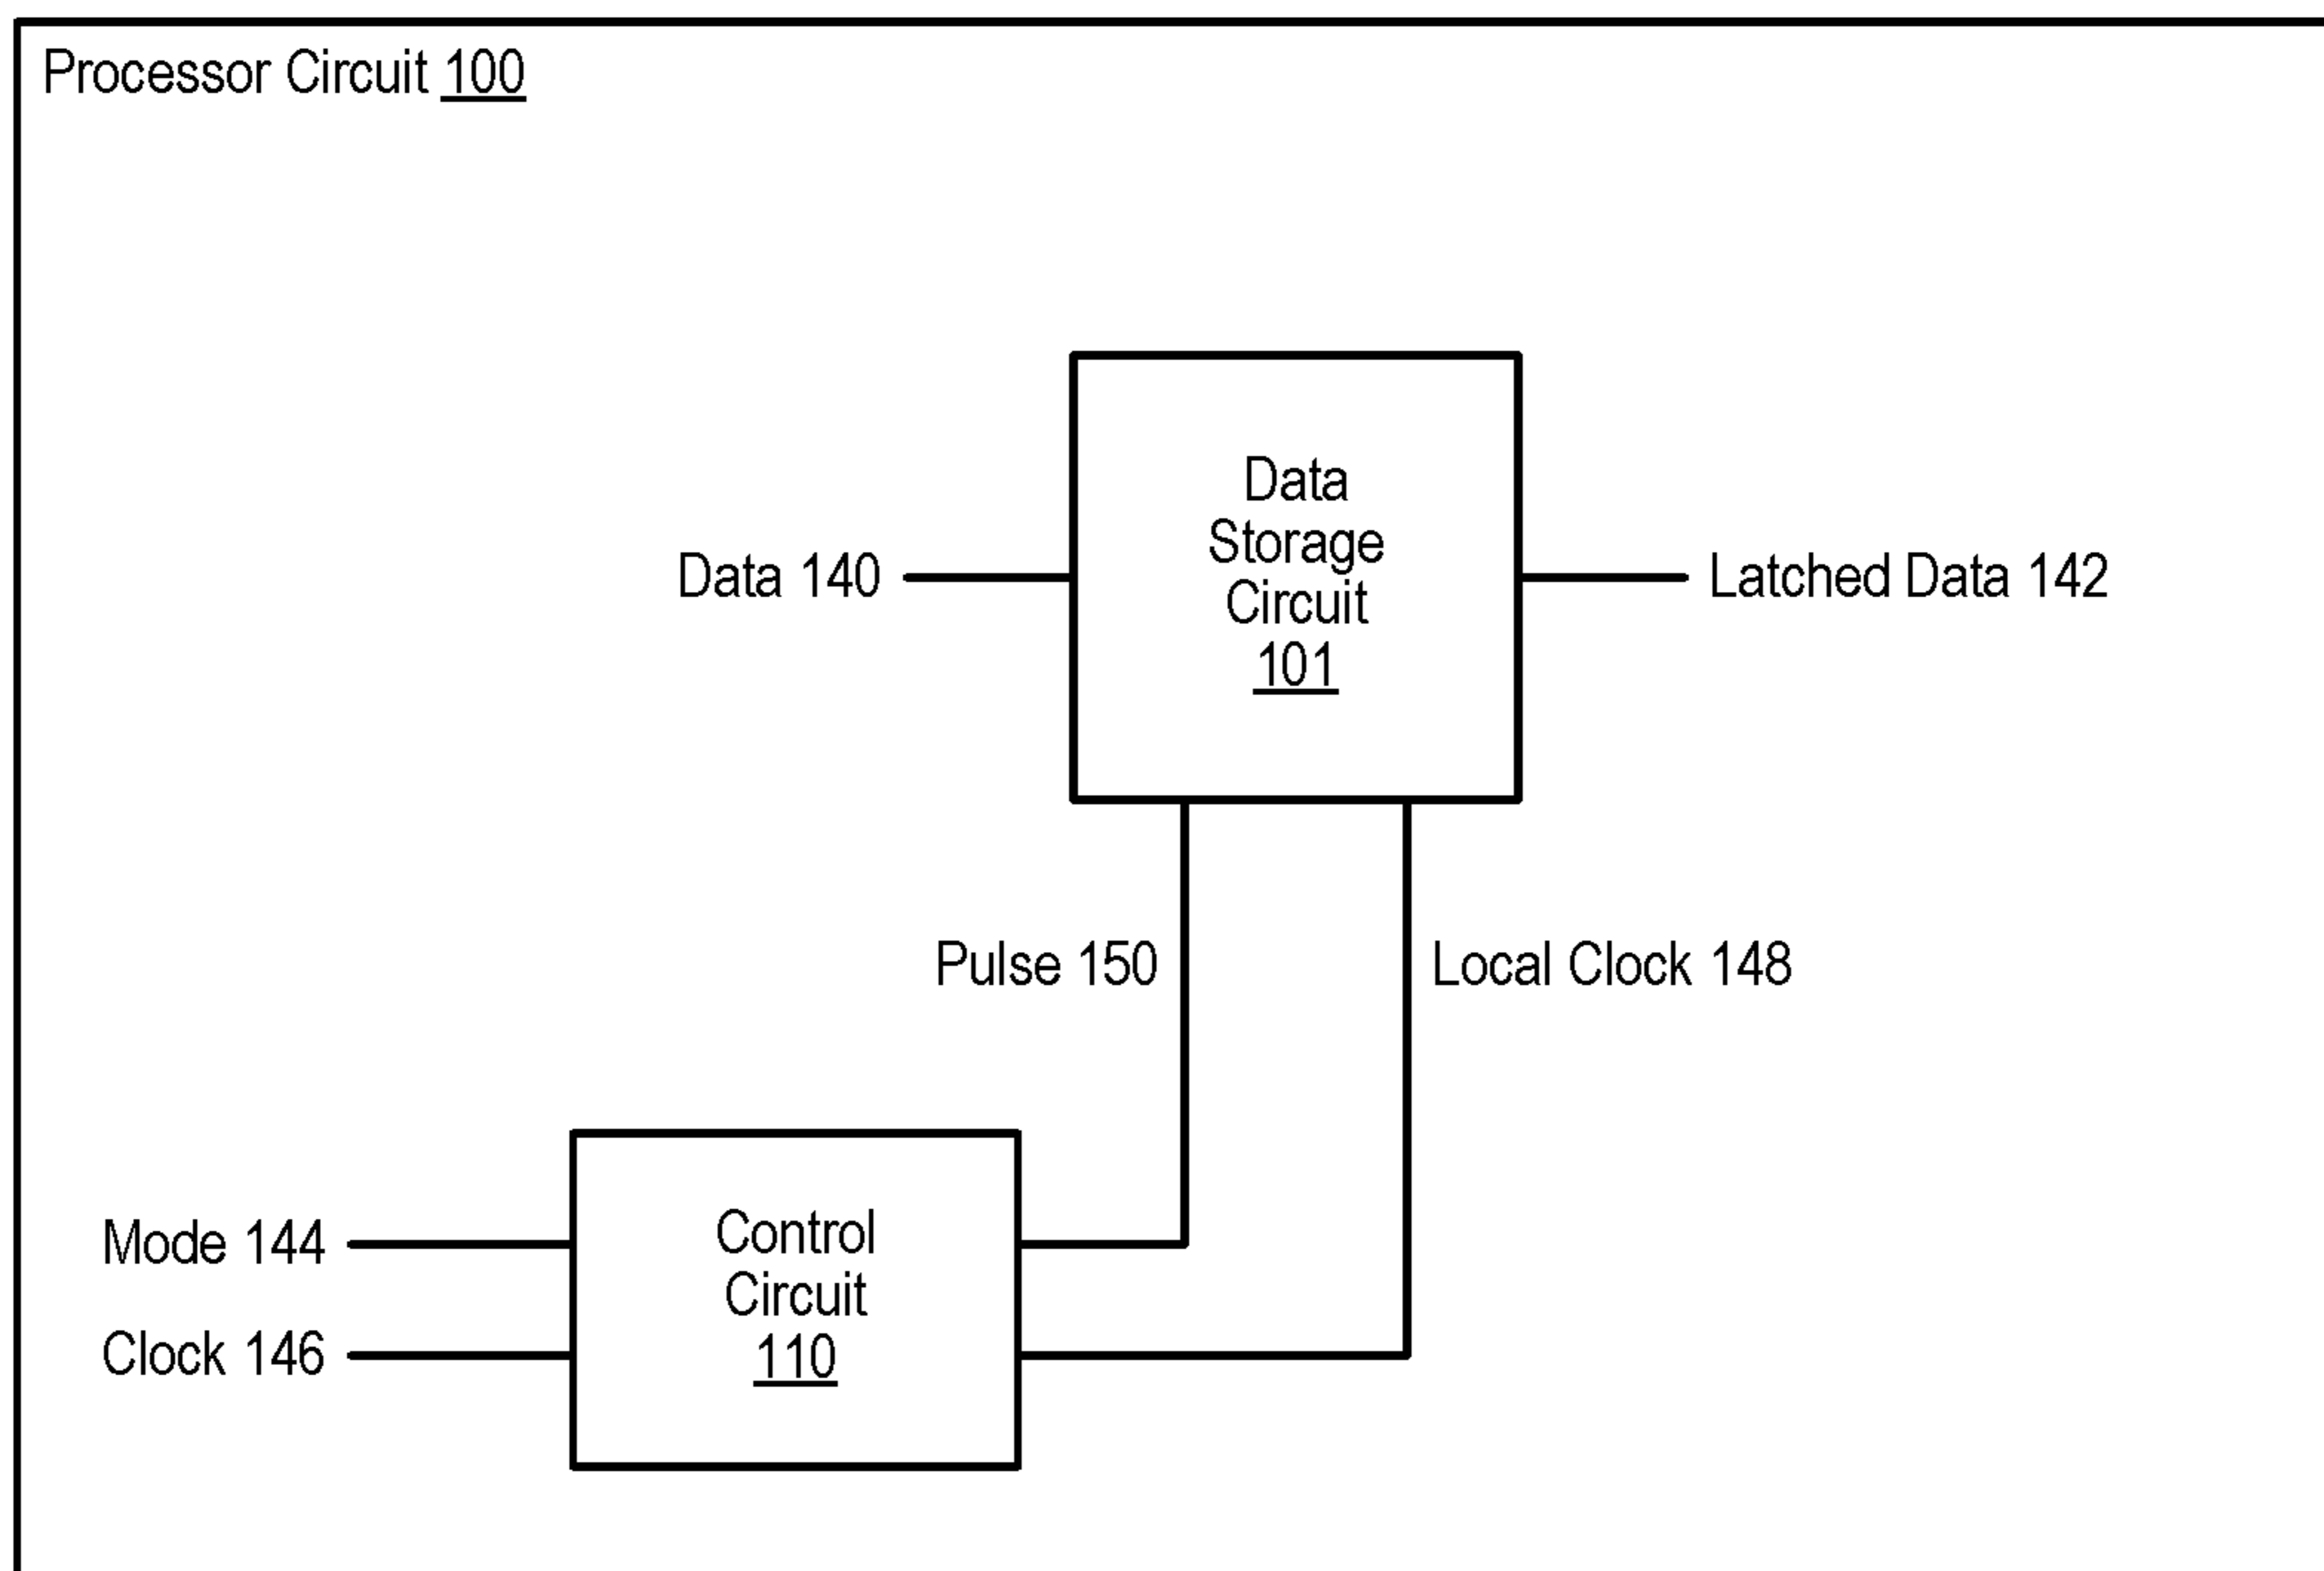 Processor Circuit 100
Data
Storage
Circuit
101
Data 140
Latched Data 142
Pulse 150
Local Clock 148
Control
Circuit
110
Mode 144
Clock 146